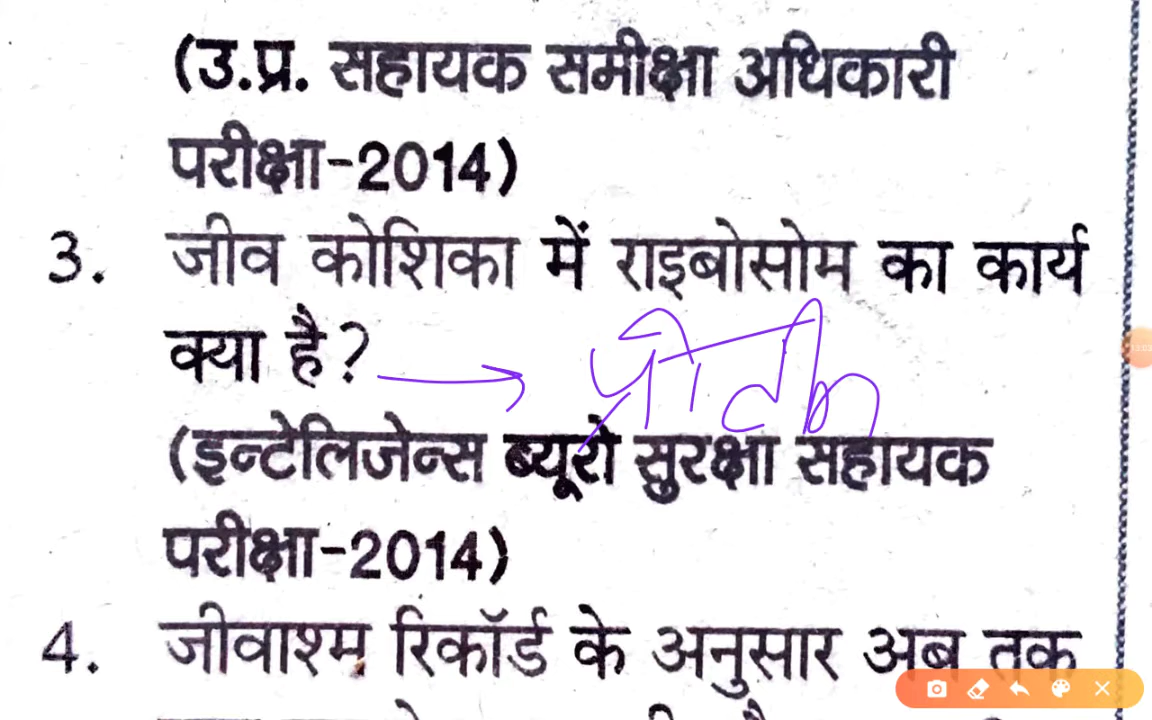 (उ.प्र. सहायक समीक्षा अधिकारी
परीक्षा-2014)
3. जीव कोशिका में राइबोसोम का कार्य
क्या है? → प्रोटीन
(इन्टेलिजेन्स ब्यूरो सुरक्षा सहायक
परीक्षा-2014)
4. जीवाश्म रिकॉर्ड के अनुसार अब तक